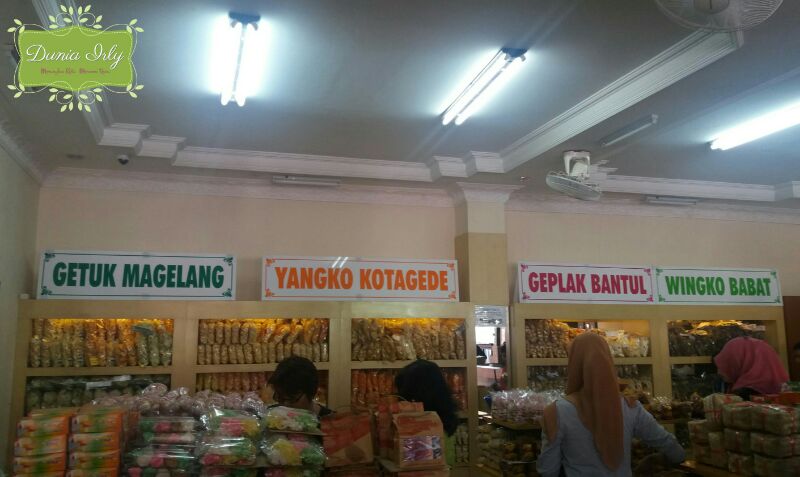 Dunia Irly
GETUK MAGELANG
YANGKO KOTAGEDE
GEPLAK BANTUL
WINGKO BABAT